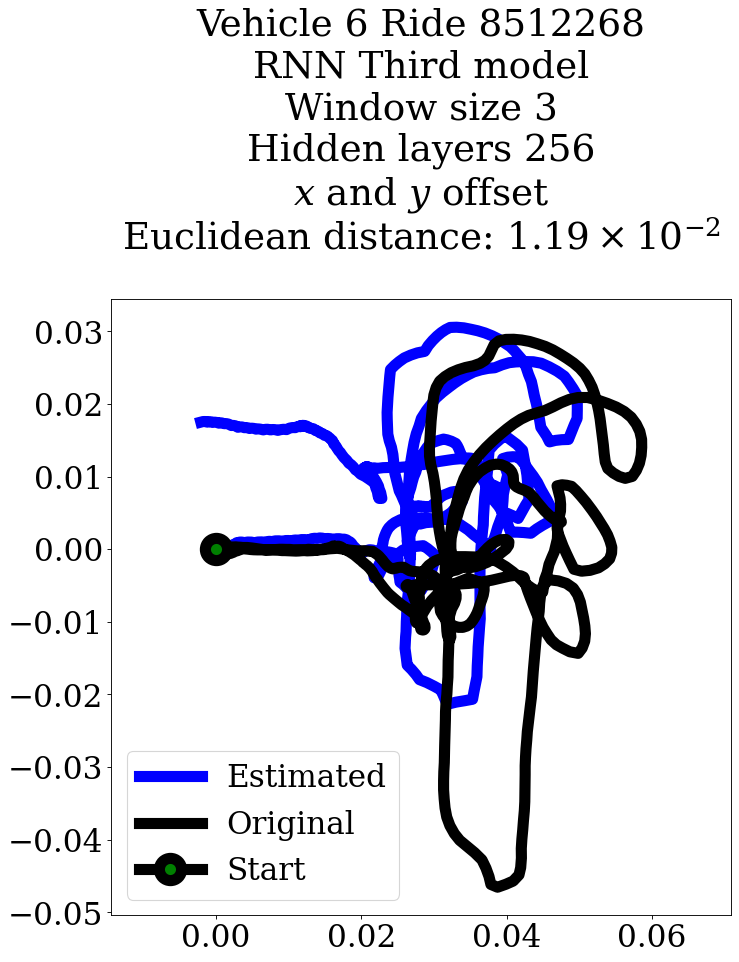 Vehicle 6 Ride 8512268
RNN Third model
Window size 3
Hidden layers 256
x and y offset
Euclidean distance: 1.19 × 10⁻²
0.03
0.02
0.01
0.00
−0.01
−0.02
−0.03
−0.04
−0.05
Estimated
Original
Start
0.00 0.02 0.04 0.06